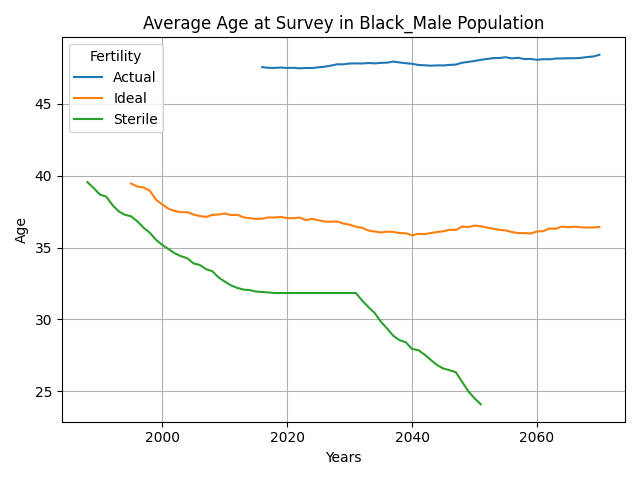 Average Age at Survey in Black_Male Population
Fertility
Actual
Ideal
Sterile
45
40
35
30
25
Age
2000
2020
2040
2060
Years